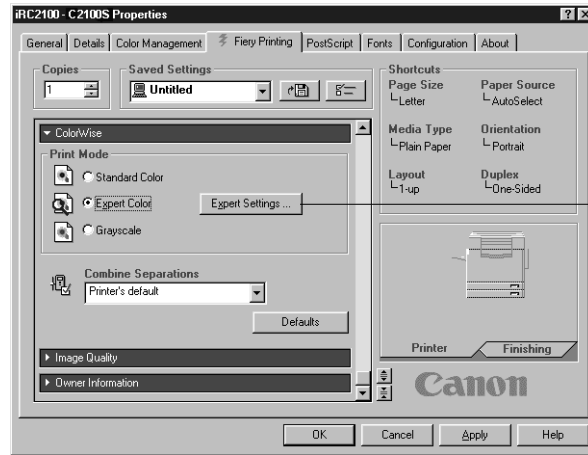 iRC2100 - C2100S Properties
General Details Color Management Fiery Printing PostScript Fonts Configuration About
Copies
1
Saved Settings
Untitled
Shortcuts
Page Size
Letter
Paper Source
AutoSelect
Media Type
Plain Paper
Orientation
Portrait
Layout
1-up
Duplex
One-Sided
ColorWise
Print Mode
Standard Color
Expert Color
Expert Settings ...
Grayscale
Combine Separations
Printer's default
Defaults
Image Quality
Owner Information
Printer
Finishing
Canon
OK
Cancel
Apply
Help